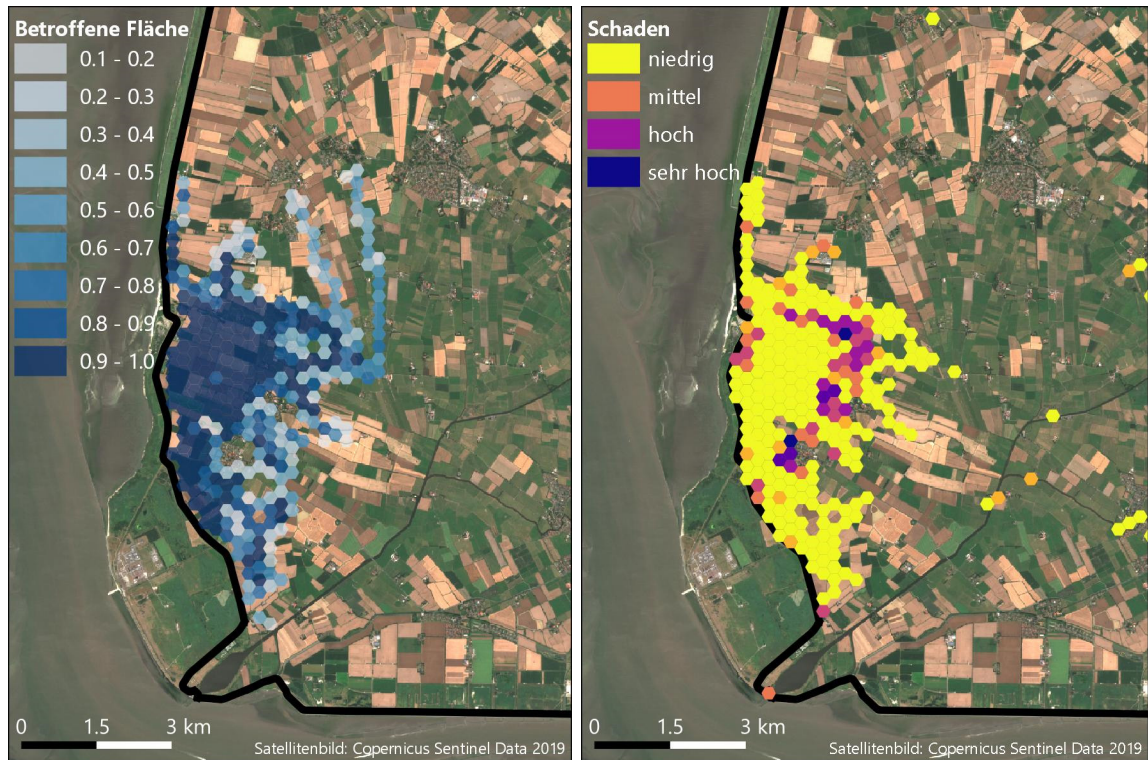 Betroffene Fläche
0.1 - 0.2
0.2 - 0.3
0.3 - 0.4
0.4 - 0.5
0.5 - 0.6
0.6 - 0.7
0.7 - 0.8
0.8 - 0.9
0.9 - 1.0
0 1.5 3 km
Satellitenbild: Copernicus Sentinel Data 2019
Schaden
niedrig
mittel
hoch
sehr hoch
0 1.5 3 km
Satellitenbild: Copernicus Sentinel Data 2019